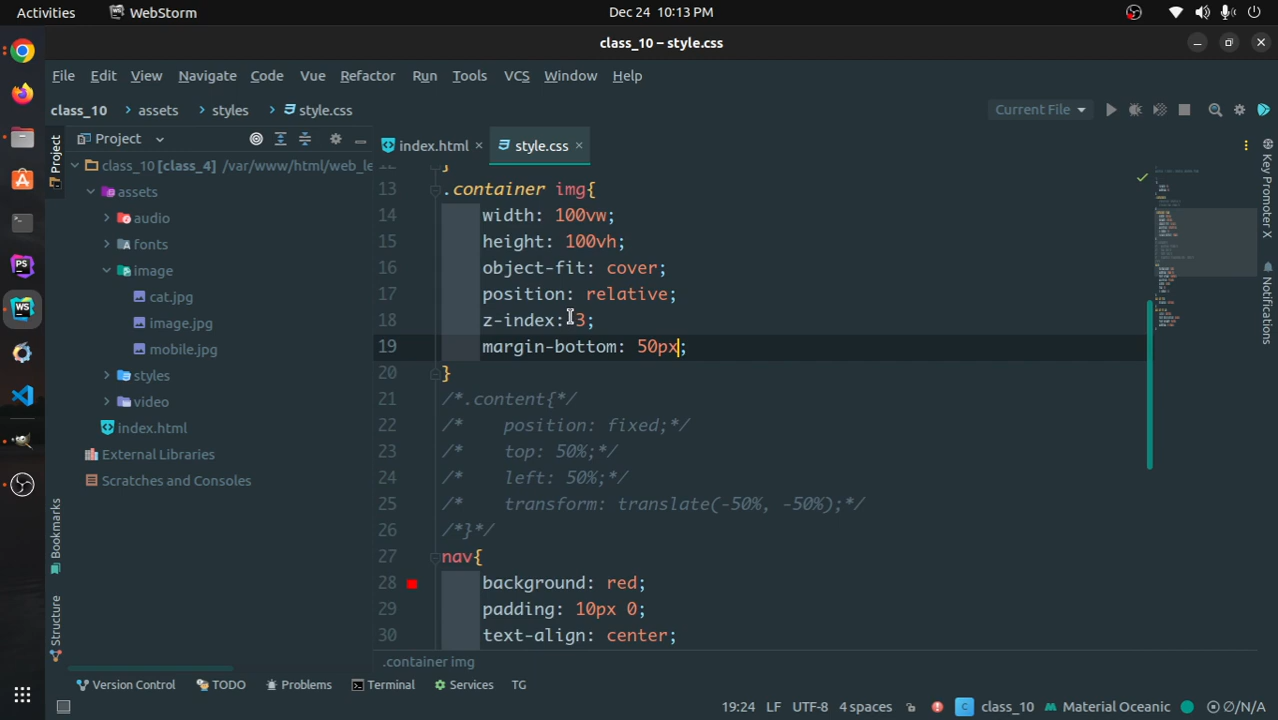 Activities
WebStorm
Dec 24 10:13 PM
class_10 – style.css
File Edit View Navigate Code Vue Refactor Run Tools VCS Window Help
class_10 > assets > styles > style.css
Current File
Project
index.html
style.css
class_10 [class_4] /var/www/html/web_le
assets
audio
fonts
image
cat.jpg
image.jpg
mobile.jpg
styles
video
index.html
External Libraries
Scratches and Consoles
13 .container img{
14 width: 100vw;
15 height: 100vh;
16 object-fit: cover;
17 position: relative;
18 z-index: 3;
19 margin-bottom: 50px;
20 }
21 /*.content{*/
22 /*    position: fixed;*/
23 /*    top: 50%;*/
24 /*    left: 50%;*/
25 /*    transform: translate(-50%, -50%);*/
26 /*}*/
27 nav{
28 background: red;
29 padding: 10px 0;
30 text-align: center;
.container img
Project
Bookmarks
Structure
Key Promoter X
Notifications
PS
WS
Version Control TODO Problems Terminal Services TG
19:24 LF UTF-8 4 spaces C class_10 Material Oceanic Ø/N/A